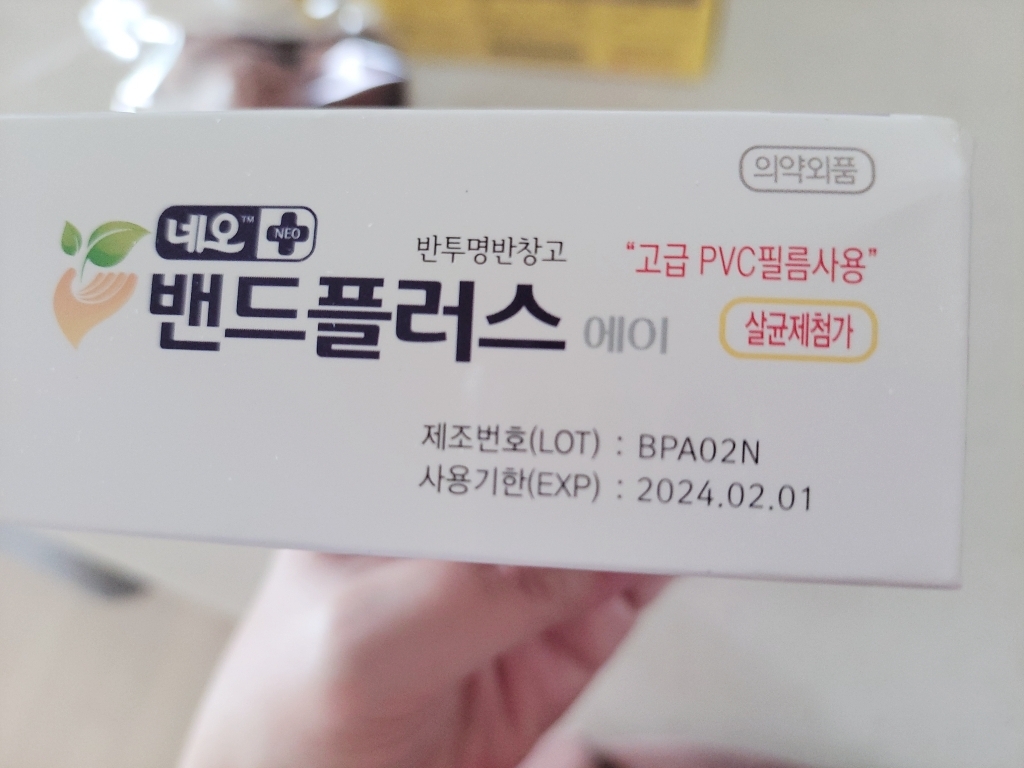 의약외품
네오™ NEO
반투명반창고 “고급 PVC필름사용”
밴드플러스 에이 살균제첨가
제조번호(LOT) : BPA02N
사용기한(EXP) : 2024.02.01